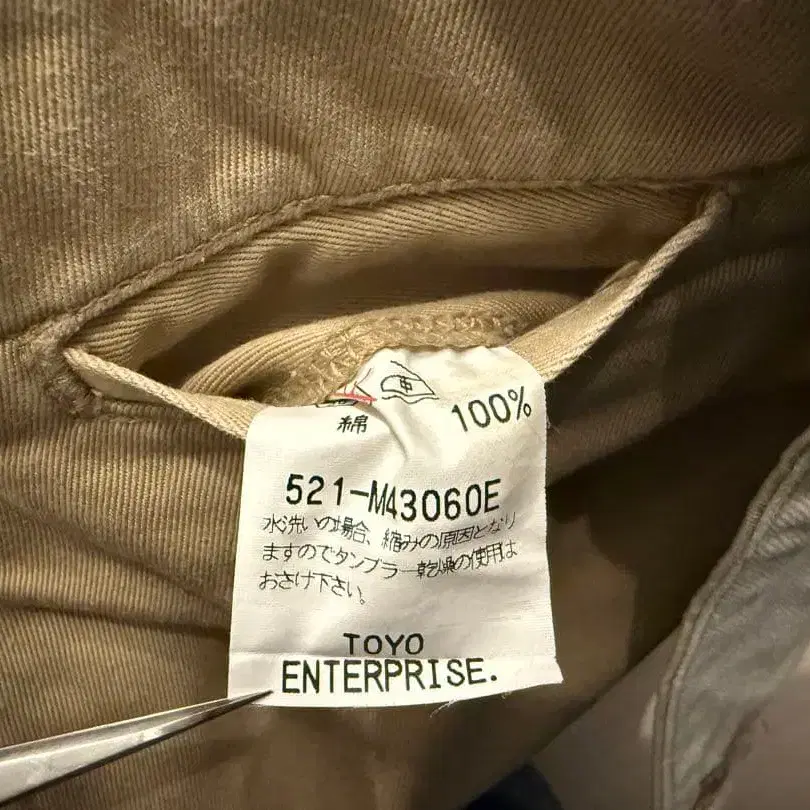 中
綿 100%
521-M43060E
水洗いの場合、縮みの原因となり
ますのでタンブラー乾燥の使用は
おさけ下さい。
TOYO
ENTERPRISE.